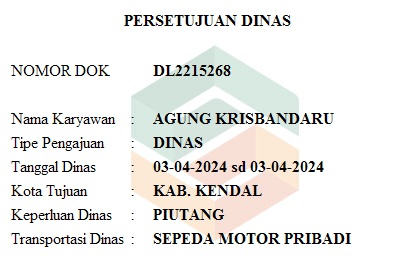 PERSETUJUAN DINAS
NOMOR DOK DL2215268
Nama Karyawan : AGUNG KRISBANDARU
Tipe Pengajuan : DINAS
Tanggal Dinas : 03-04-2024 sd 03-04-2024
Kota Tujuan : KAB. KENDAL
Keperluan Dinas : PIUTANG
Transportasi Dinas : SEPEDA MOTOR PRIBADI